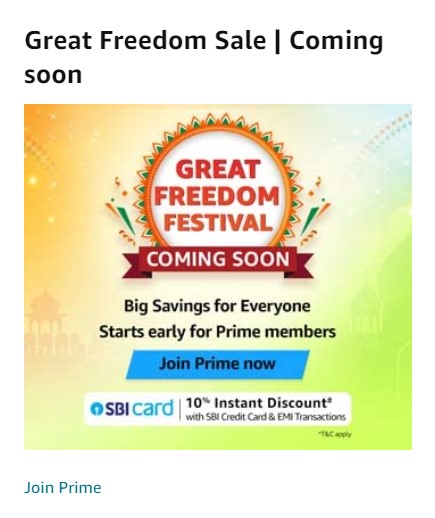 Great Freedom Sale | Coming
soon
GREAT
FREEDOM
FESTIVAL
COMING SOON
Big Savings for Everyone
Starts early for Prime members
Join Prime now
SBI card | 10% Instant Discount#
with SBI Credit Card & EMI Transactions
*T&C apply
Join Prime